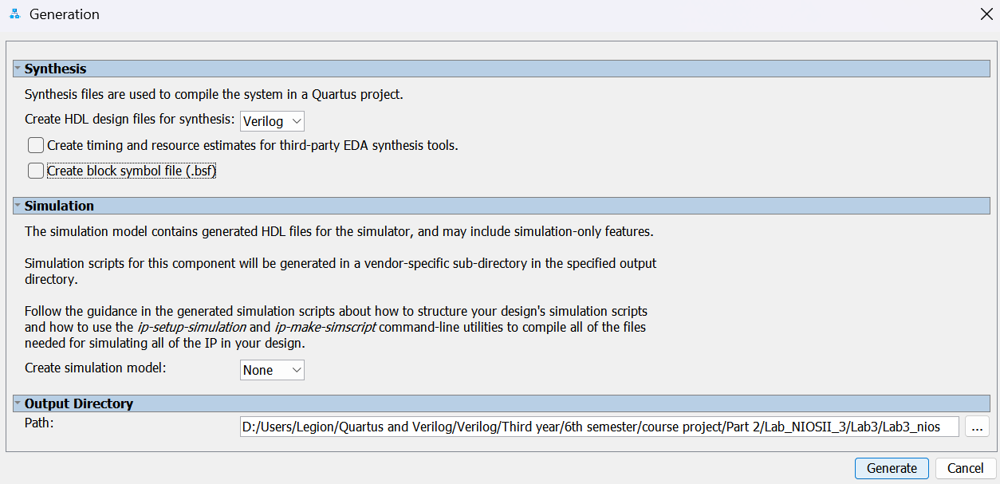 Generation
Synthesis
Synthesis files are used to compile the system in a Quartus project.
Create HDL design files for synthesis: Verilog
Create timing and resource estimates for third-party EDA synthesis tools.
Create block symbol file (.bsf)
Simulation
The simulation model contains generated HDL files for the simulator, and may include simulation-only features.
Simulation scripts for this component will be generated in a vendor-specific sub-directory in the specified output
directory.
Follow the guidance in the generated simulation scripts about how to structure your design's simulation scripts
and how to use the ip-setup-simulation and ip-make-simscript command-line utilities to compile all of the files
needed for simulating all of the IP in your design.
Create simulation model: None
Output Directory
Path: D:/Users/Legion/Quartus and Verilog/Verilog/Third year/6th semester/course project/Part 2/Lab_NIOSII_3/Lab3/Lab3_nios ...
Generate Cancel